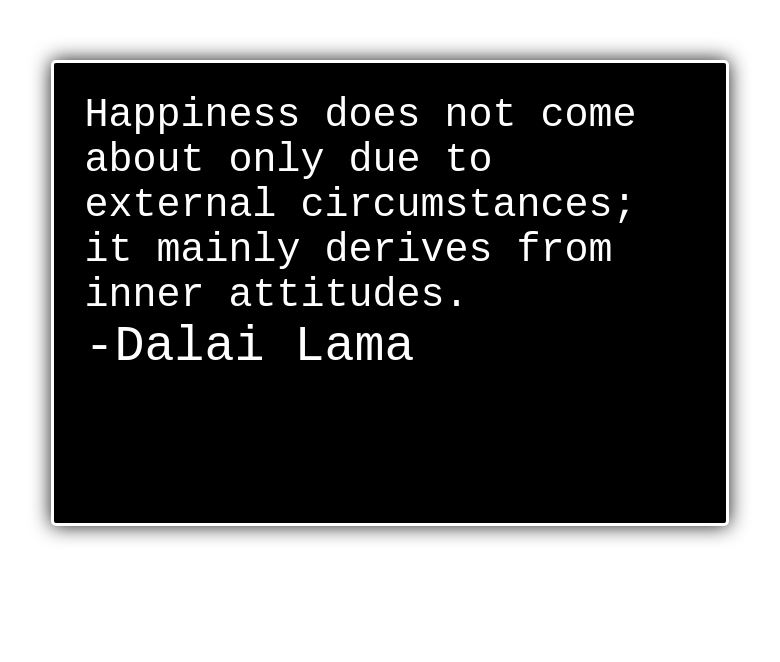 Happiness does not come
about only due to
external circumstances;
it mainly derives from
inner attitudes.
-Dalai Lama